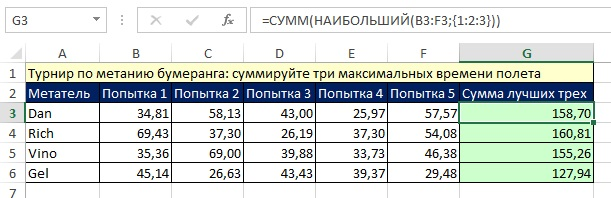 G3 =СУММ(НАИБОЛЬШИЙ(B3:F3;{1:2:3}))
A B C D E F G
1 Турнир по метанию бумеранга: суммируйте три максимальных времени полета
2 Метатель Попытка 1 Попытка 2 Попытка 3 Попытка 4 Попытка 5 Сумма лучших трех
3 Dan 34,81 58,13 43,00 25,97 57,57 158,70
4 Rich 69,43 37,30 26,19 37,30 54,08 160,81
5 Vino 35,36 69,00 39,88 33,73 46,38 155,26
6 Gel 45,14 26,63 43,43 39,37 29,48 127,94
7